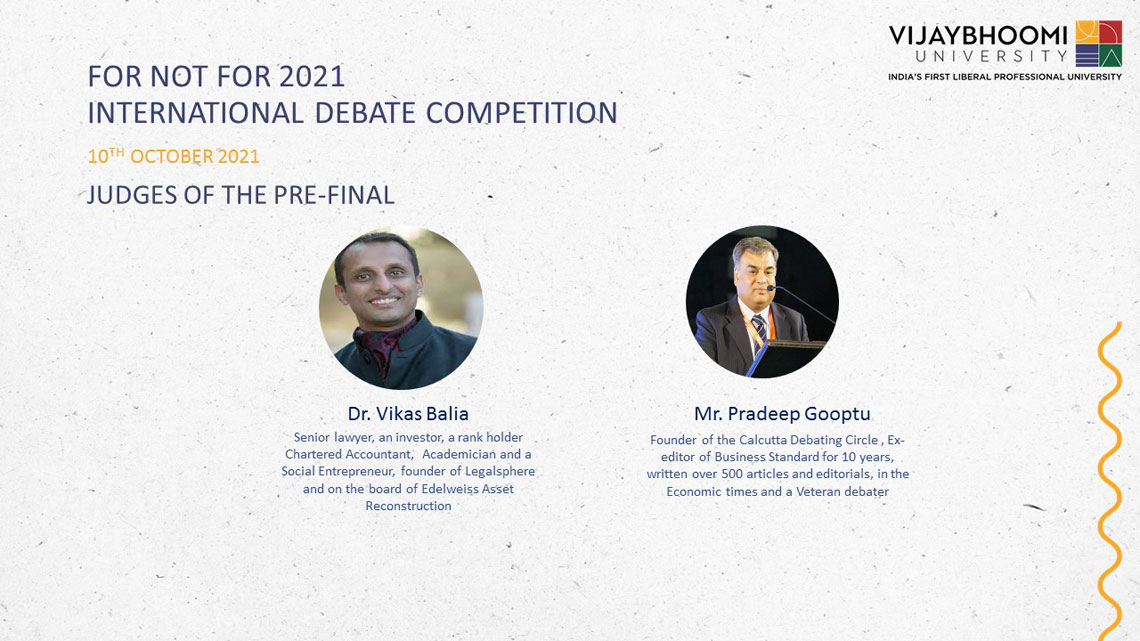 VIJAYBHOOMI
UNIVERSITY
INDIA'S FIRST LIBERAL PROFESSIONAL UNIVERSITY
FOR NOT FOR 2021
INTERNATIONAL DEBATE COMPETITION
10TH OCTOBER 2021
JUDGES OF THE PRE-FINAL
Dr. Vikas Balia
Senior lawyer, an investor, a rank holder
Chartered Accountant, Academician and a
Social Entrepreneur, founder of Legalsphere
and on the board of Edelweiss Asset
Reconstruction
Mr. Pradeep Gooptu
Founder of the Calcutta Debating Circle , Ex-
editor of Business Standard for 10 years,
written over 500 articles and editorials, in the
Economic times and a Veteran debater